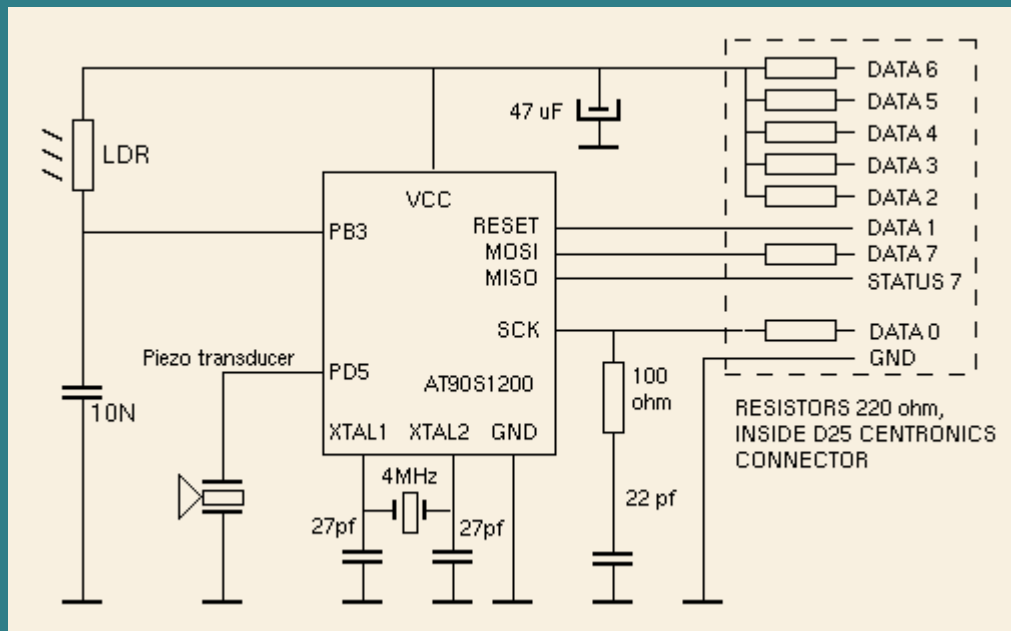 DATA 6
47 uF
DATA 5
DATA 4
LDR
DATA 3
VCC
DATA 2
PB3
RESET
DATA 1
MOSI
DATA 7
MISO
STATUS 7
SCK
DATA 0
Piezo transducer
GND
PD5
AT90S1200
100
ohm
10N
RESISTORS 220 ohm,
INSIDE D25 CENTRONICS
CONNECTOR
XTAL1
XTAL2
GND
4MHz
27pf
27pf
22 pf